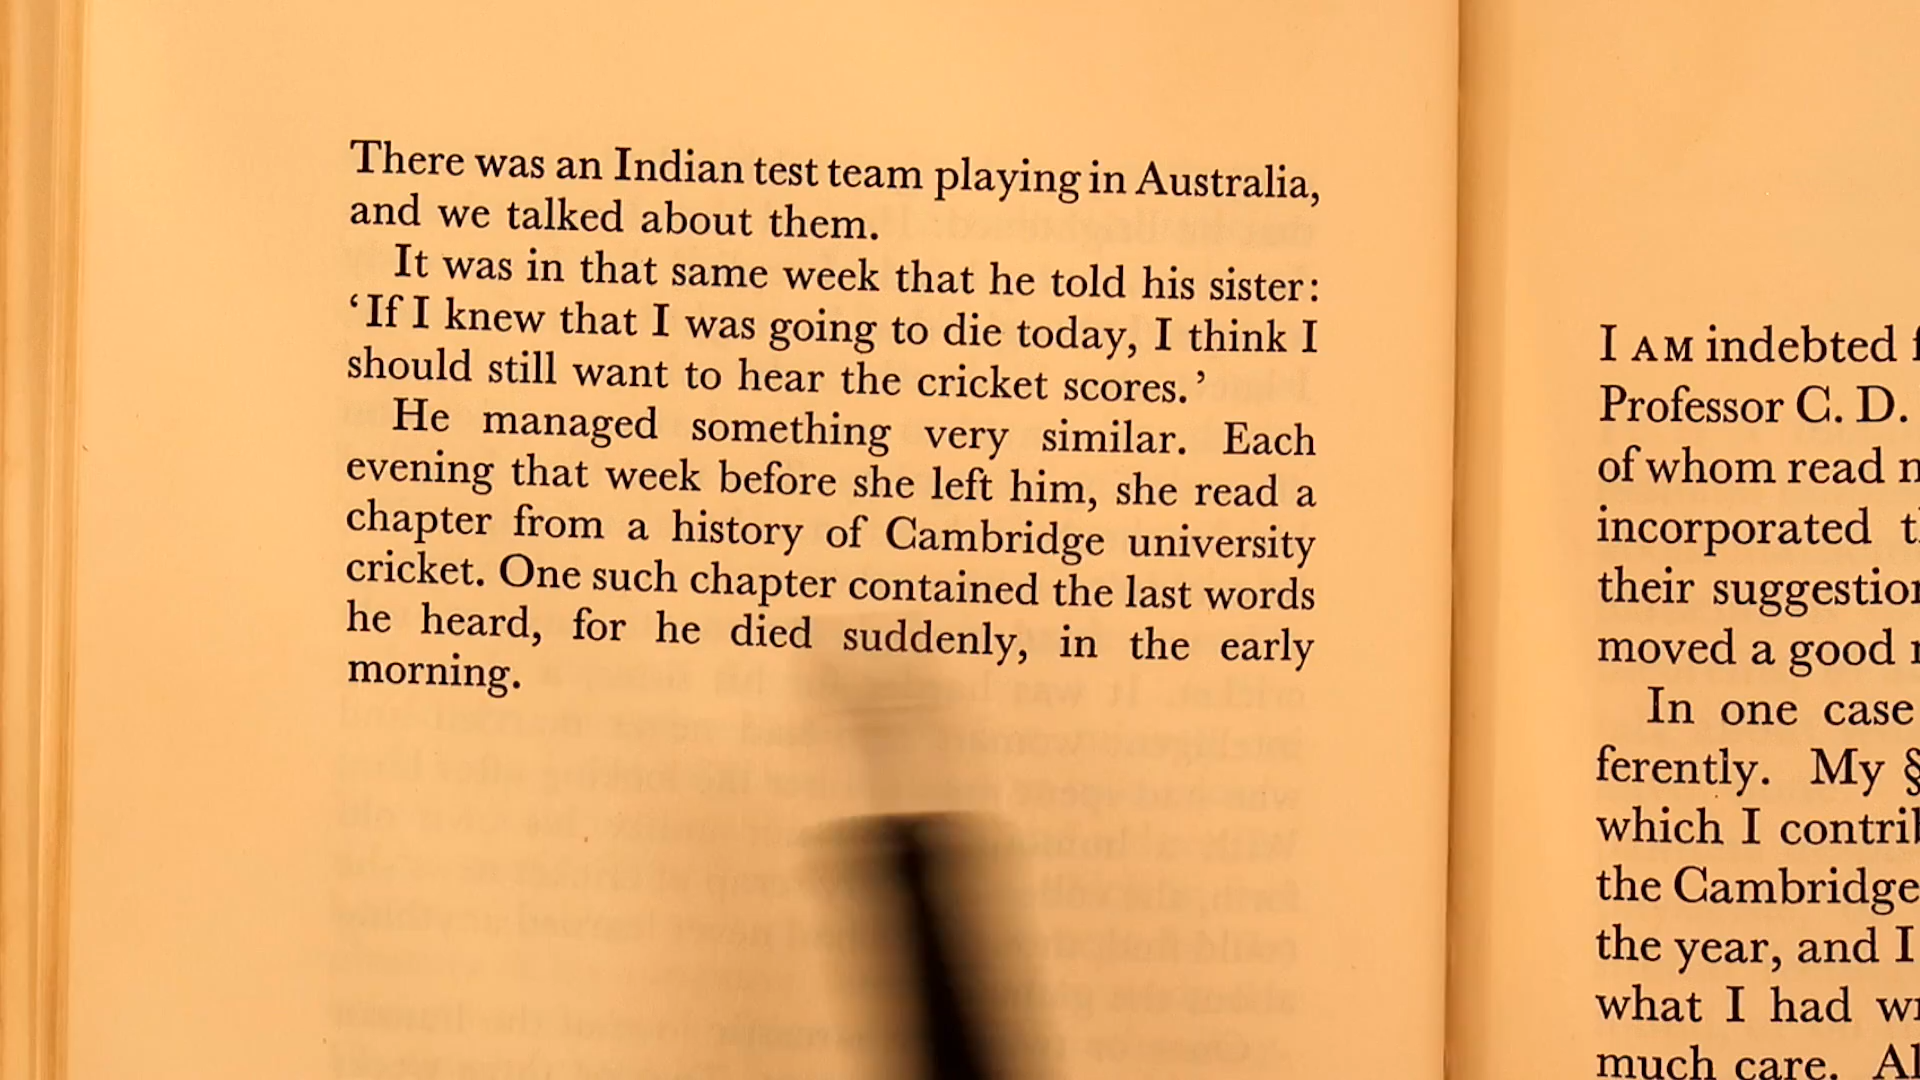 There was an Indian test team playing in Australia,
and we talked about them.
It was in that same week that he told his sister:
‘If I knew that I was going to die today, I think I
should still want to hear the cricket scores.’
He managed something very similar. Each
evening that week before she left him, she read a
chapter from a history of Cambridge university
cricket. One such chapter contained the last words
he heard, for he died suddenly, in the early
morning.
I AM indebted
Professor C. D.
of whom read
incorporated
their
moved a good
In one case
ferently. My §
which I
the Cambridge
the year, and I
what I had
much care.